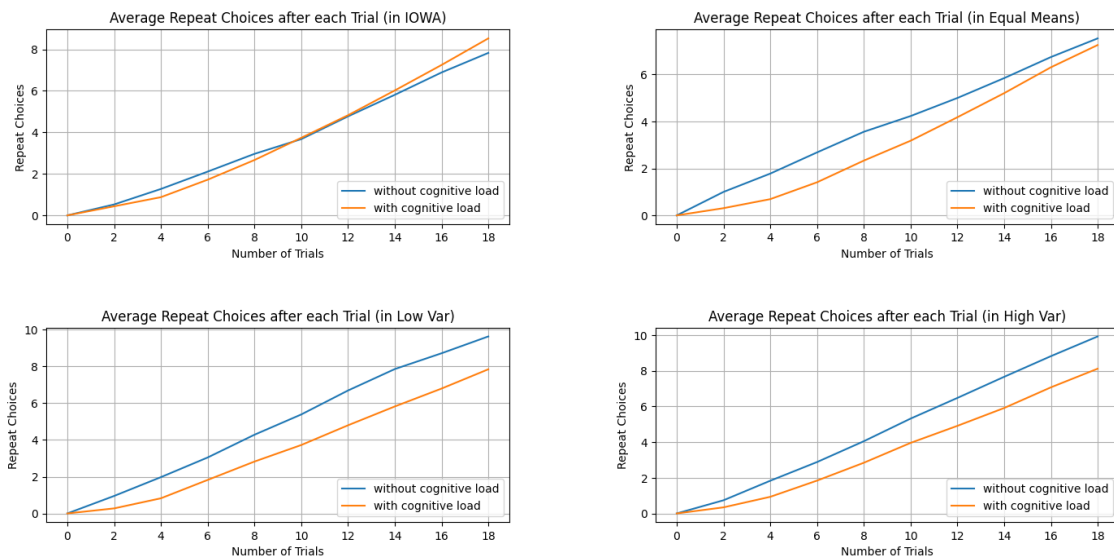 Average Repeat Choices after each Trial (in IOWA)
8
6
4
2
0
Repeat Choices
without cognitive load
with cognitive load
0 2 4 6 8 10 12 14 16 18
Number of Trials
Average Repeat Choices after each Trial (in Equal Means)
6
4
2
0
Repeat Choices
without cognitive load
with cognitive load
0 2 4 6 8 10 12 14 16 18
Number of Trials
Average Repeat Choices after each Trial (in Low Var)
10
8
6
4
2
0
Repeat Choices
without cognitive load
with cognitive load
0 2 4 6 8 10 12 14 16 18
Number of Trials
Average Repeat Choices after each Trial (in High Var)
10
8
6
4
2
0
Repeat Choices
without cognitive load
with cognitive load
0 2 4 6 8 10 12 14 16 18
Number of Trials